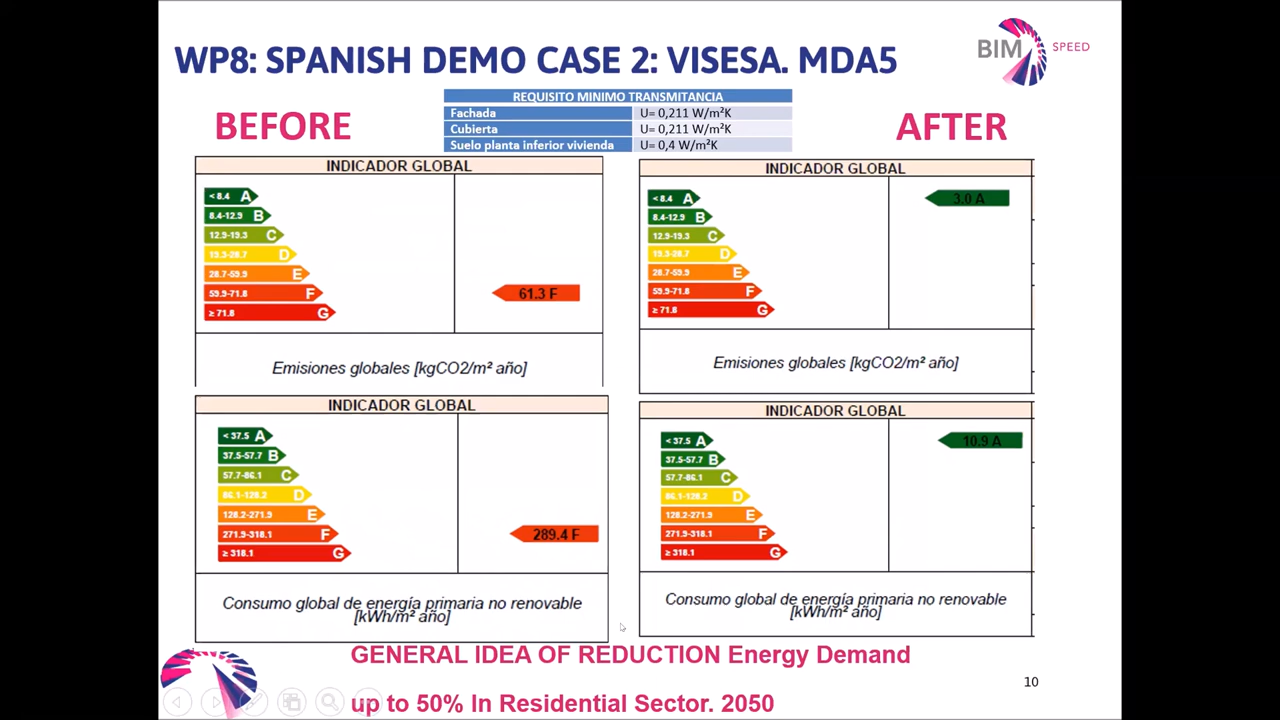 WP8: SPANISH DEMO CASE 2: VISESA. MDA5
BIM SPEED
BEFORE
REQUISITO MINIMO TRANSMITANCIA
Fachada U= 0,211 W/m²K
Cubierta U= 0,211 W/m²K
Suelo planta inferior vivienda U= 0,4 W/m²K
AFTER
INDICADOR GLOBAL
< 8.4 A
8.4-12.9 B
12.9-19.3 C
19.3-28.7 D
28.7-59.9 E
59.9-71.8 F
≥ 71.8 G
61.3 F
Emisiones globales [kgCO2/m² año]
INDICADOR GLOBAL
< 8.4 A
8.4-12.9 B
12.9-19.3 C
19.3-28.7 D
28.7-59.9 E
59.9-71.8 F
≥ 71.8 G
3.0 A
Emisiones globales [kgCO2/m² año]
INDICADOR GLOBAL
< 37.5 A
37.5-57.7 B
57.7-86.1 C
86.1-128.2 D
128.2-271.9 E
271.9-318.1 F
≥ 318.1 G
289.4 F
Consumo global de energía primaria no renovable
[kWh/m² año]
INDICADOR GLOBAL
< 37.5 A
37.5-57.7 B
57.7-86.1 C
86.1-128.2 D
128.2-271.9 E
271.9-318.1 F
≥ 318.1 G
10.9 A
Consumo global de energía primaria no renovable
[kWh/m² año]
GENERAL IDEA OF REDUCTION Energy Demand
up to 50% In Residential Sector. 2050
10